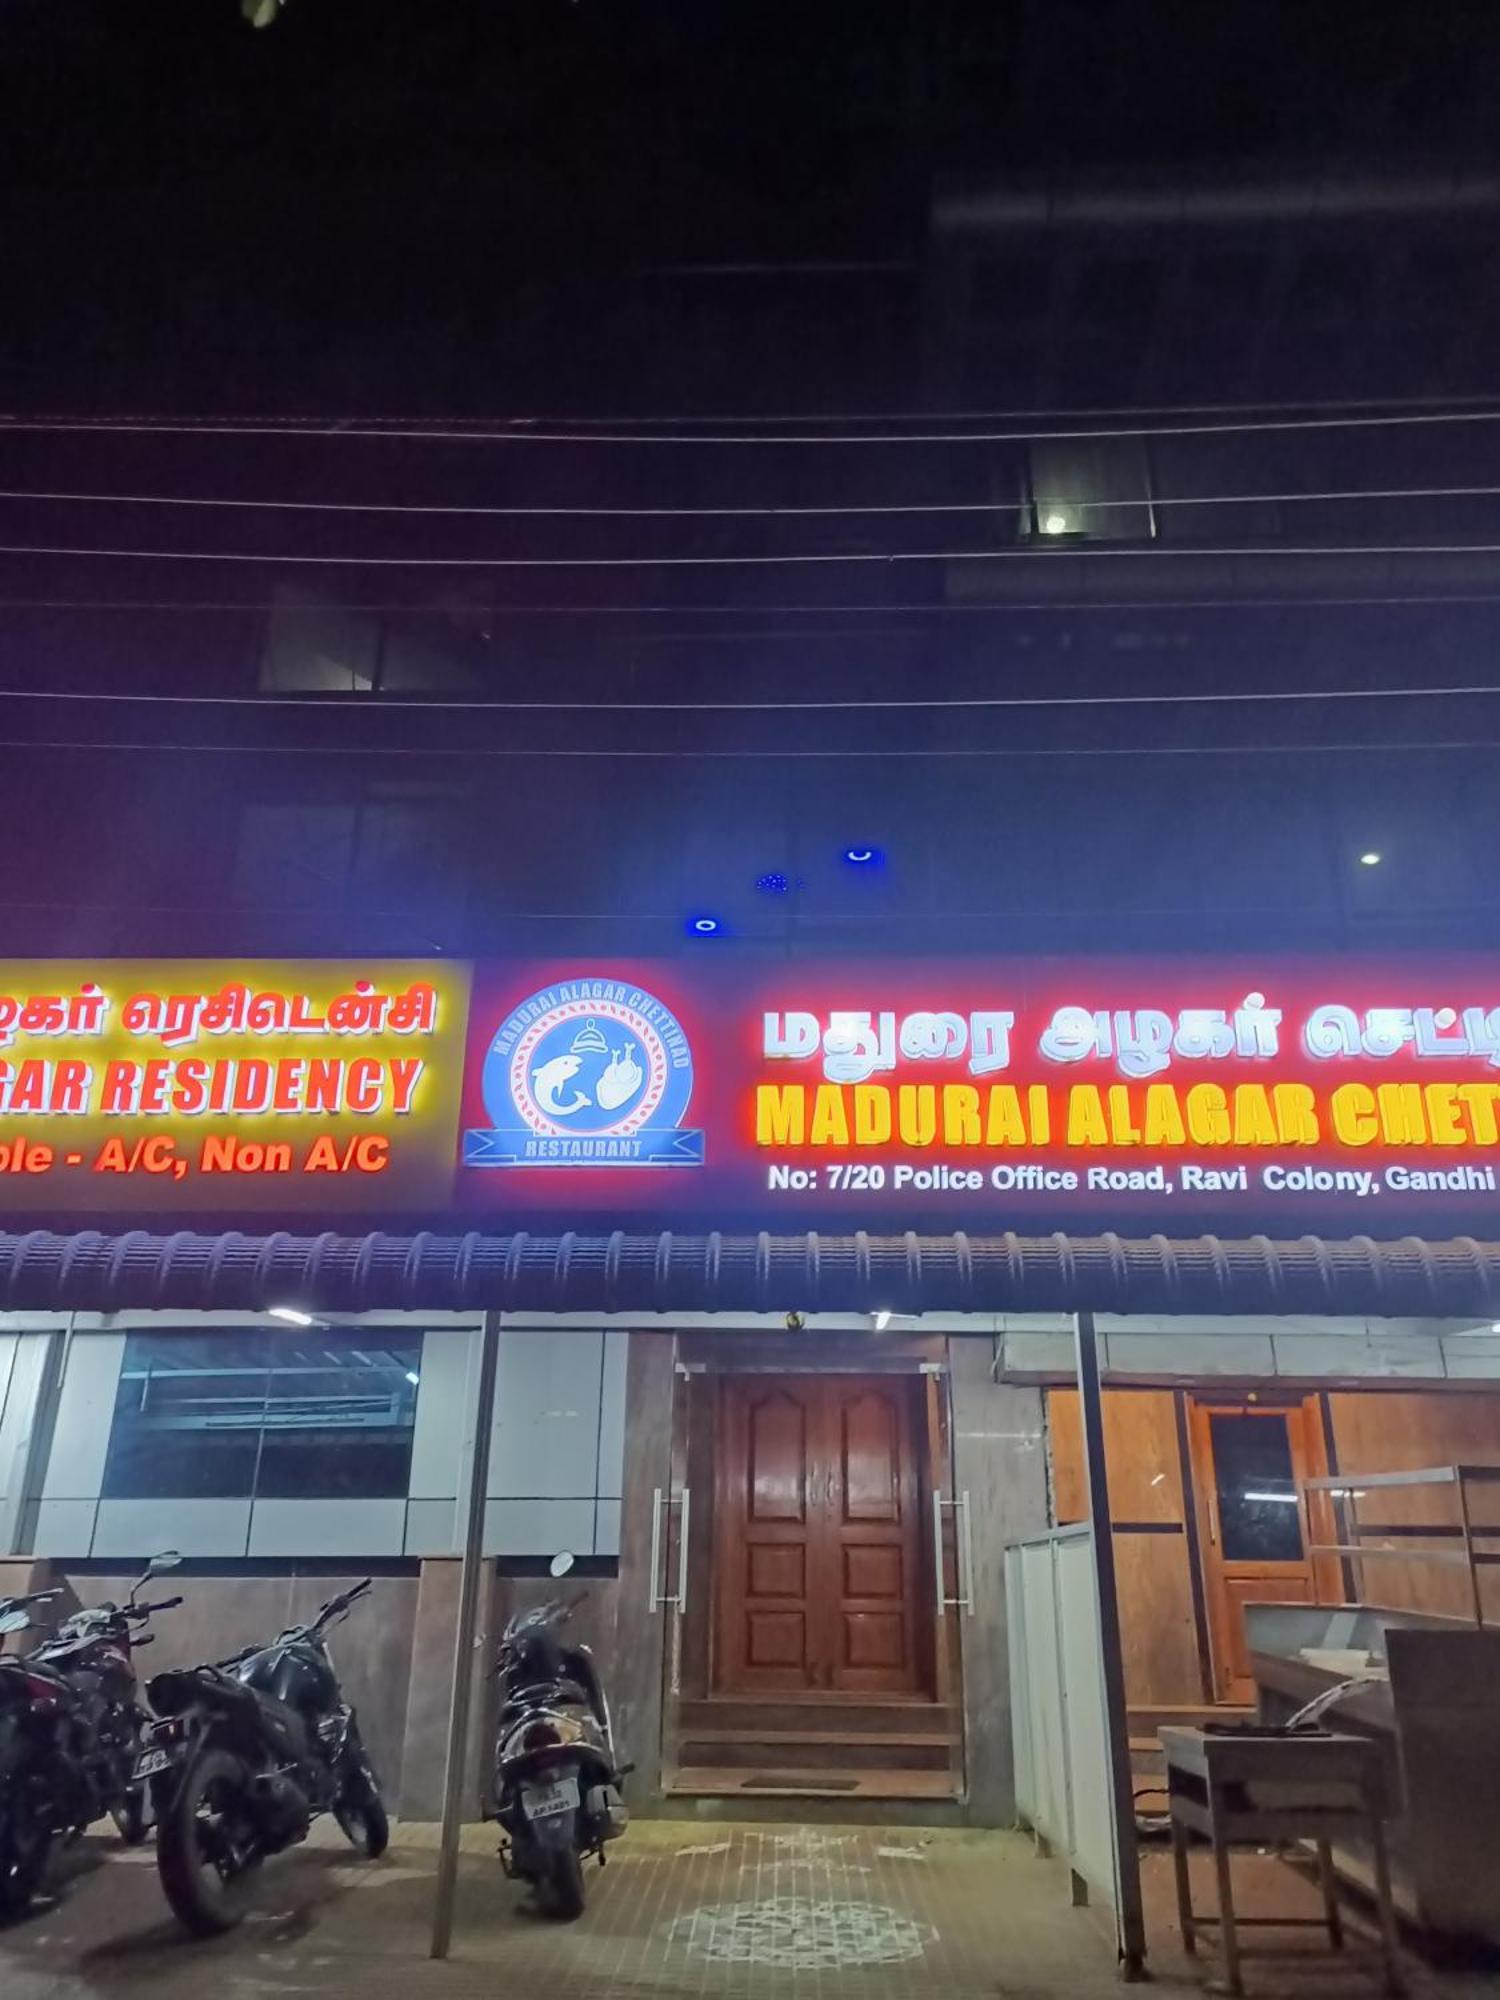 ழகர் ரெசிடென்சி
GAR RESIDENCY
ble - A/C, Non A/C
MADURAI ALAGAR CHETTINAD
RESTAURANT
மதுரை அழகர் செட்டி
MADURAI ALAGAR CHET
No: 7/20 Police Office Road, Ravi Colony, Gandhi